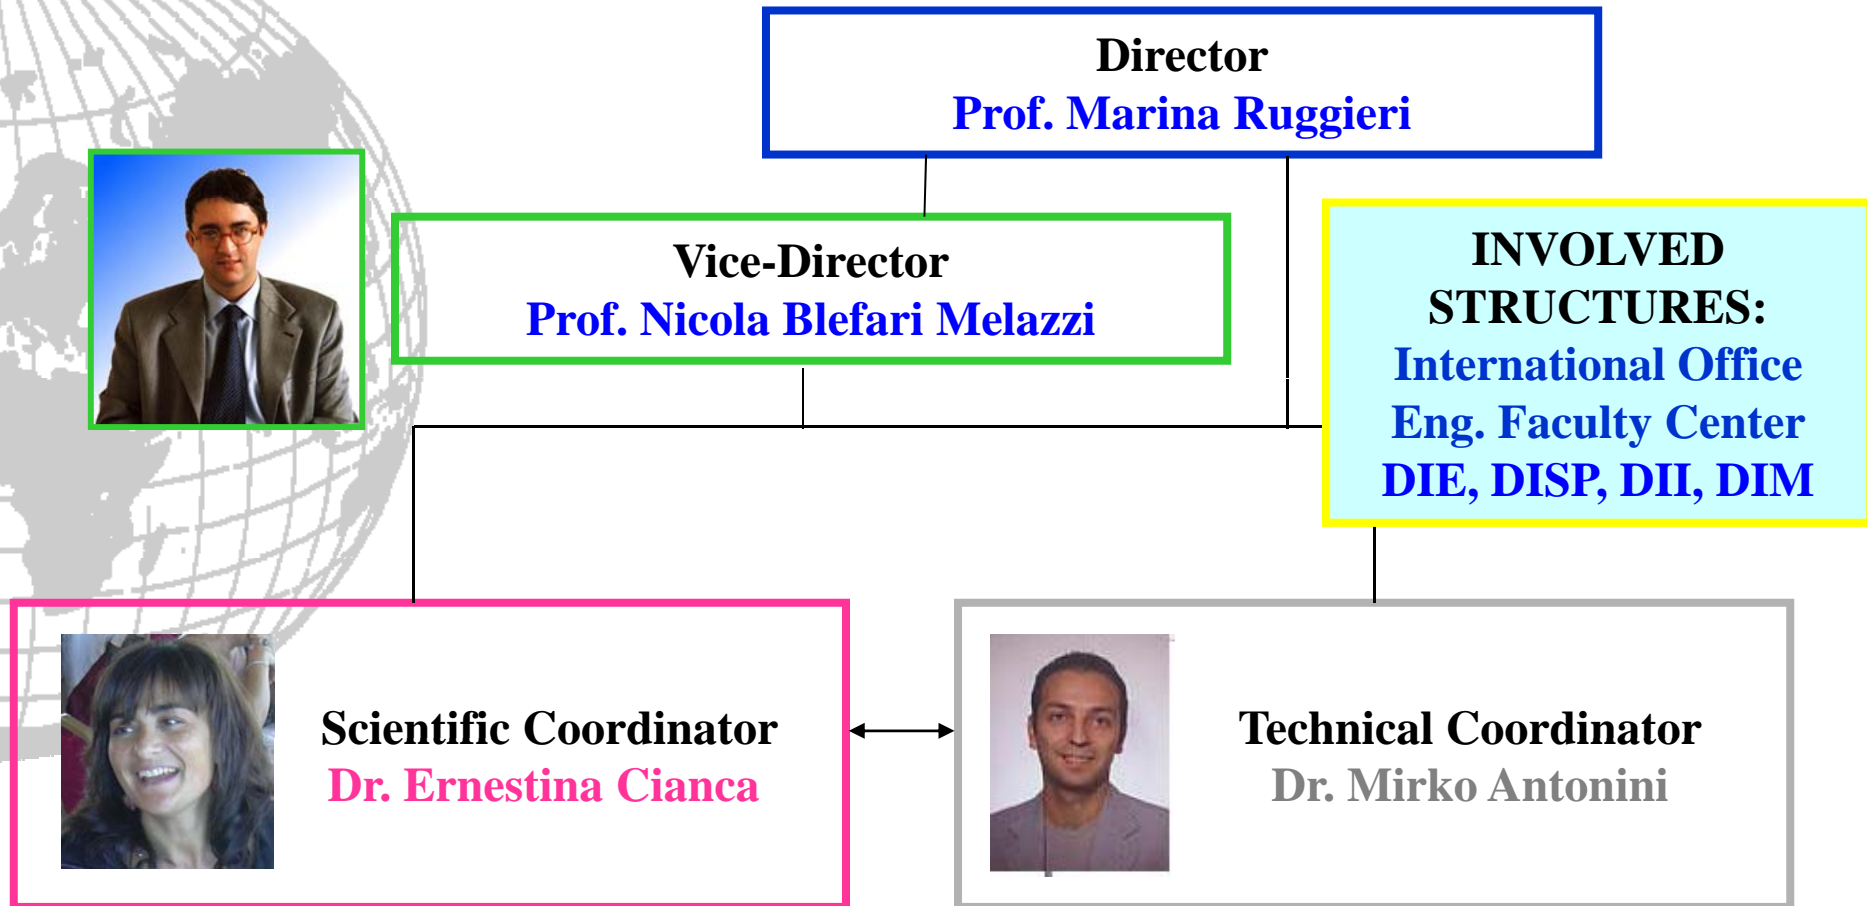 Director
Prof. Marina Ruggieri
Vice-Director
Prof. Nicola Blefari Melazzi
INVOLVED
STRUCTURES:
International Office
Eng. Faculty Center
DIE, DISP, DII, DIM
Scientific Coordinator
Dr. Ernestina Cianca
Technical Coordinator
Dr. Mirko Antonini